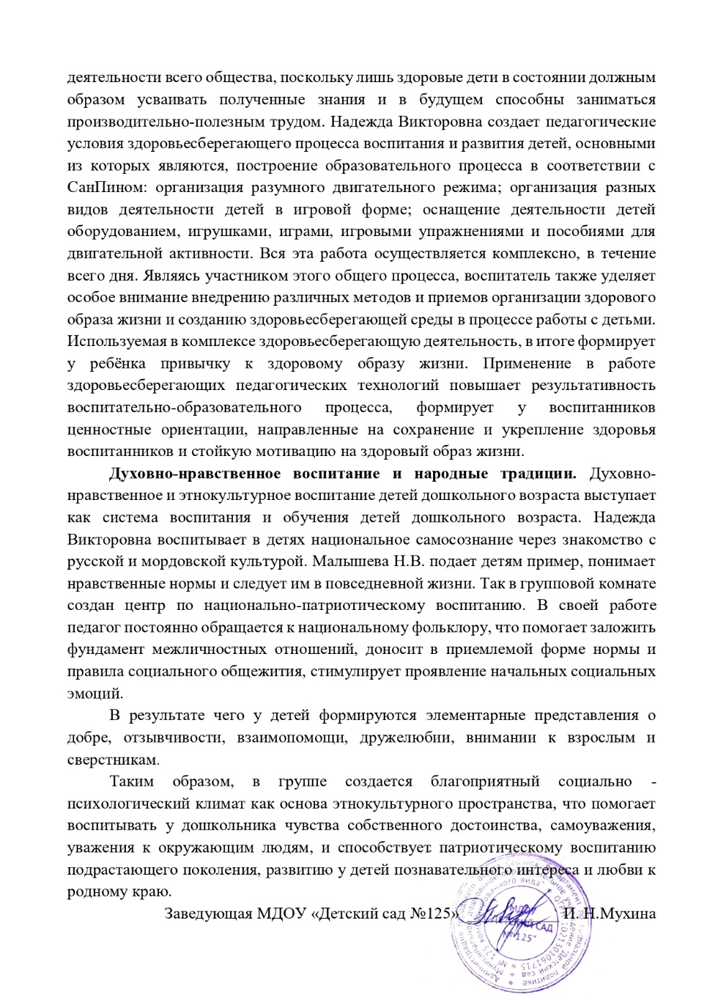 деятельности всего общества, поскольку лишь здоровые дети в состоянии должным
образом усваивать полученные знания и в будущем способны заниматься
производительно-полезным трудом. Надежда Викторовна создает педагогические
условия здоровьесберегающего процесса воспитания и развития детей, основными
из которых являются, построение образовательного процесса в соответствии с
СанПином: организация разумного двигательного режима; организация разных
видов деятельности детей в игровой форме; оснащение деятельности детей
оборудованием, игрушками, играми, игровыми упражнениями и пособиями для
двигательной активности. Вся эта работа осуществляется комплексно, в течение
всего дня. Являясь участником этого общего процесса, воспитатель также уделяет
особое внимание внедрению различных методов и приемов организации здорового
образа жизни и созданию здоровьесберегающей среды в процессе работы с детьми.
Используемая в комплексе здоровьесберегающую деятельность, в итоге формирует
у ребёнка привычку к здоровому образу жизни. Применение в работе
здоровьесберегающих педагогических технологий повышает результативность
воспитательно-образовательного процесса, формирует у воспитанников
ценностные ориентации, направленные на сохранение и укрепление здоровья
воспитанников и стойкую мотивацию на здоровый образ жизни.
Духовно-нравственное воспитание и народные традиции. Духовно-
нравственное и этнокультурное воспитание детей дошкольного возраста выступает
как система воспитания и обучения детей дошкольного возраста. Надежда
Викторовна воспитывает в детях национальное самосознание через знакомство с
русской и мордовской культурой. Малышева Н.В. подает детям пример, понимает
нравственные нормы и следует им в повседневной жизни. Так в групповой комнате
создан центр по национально-патриотическому воспитанию. В своей работе
педагог постоянно обращается к национальному фольклору, что помогает заложить
фундамент межличностных отношений, доносит в приемлемой форме нормы и
правила социального общежития, стимулирует проявление начальных социальных
эмоций.
В результате чего у детей формируются элементарные представления о
добре, отзывчивости, взаимопомощи, дружелюбии, внимании к взрослым и
сверстникам.
Таким образом, в группе создается благоприятный социально -
психологический климат как основа этнокультурного пространства, что помогает
воспитывать у дошкольника чувства собственного достоинства, самоуважения,
уважения к окружающим людям, и способствует патриотическому воспитанию
подрастающего поколения, развитию у детей познавательного интереса и любви к
родному краю.
Заведующая МДОУ «Детский сад №125» И. Н.Мухина
МДОУ
"ДЕТСКИЙ САД
№ 125"